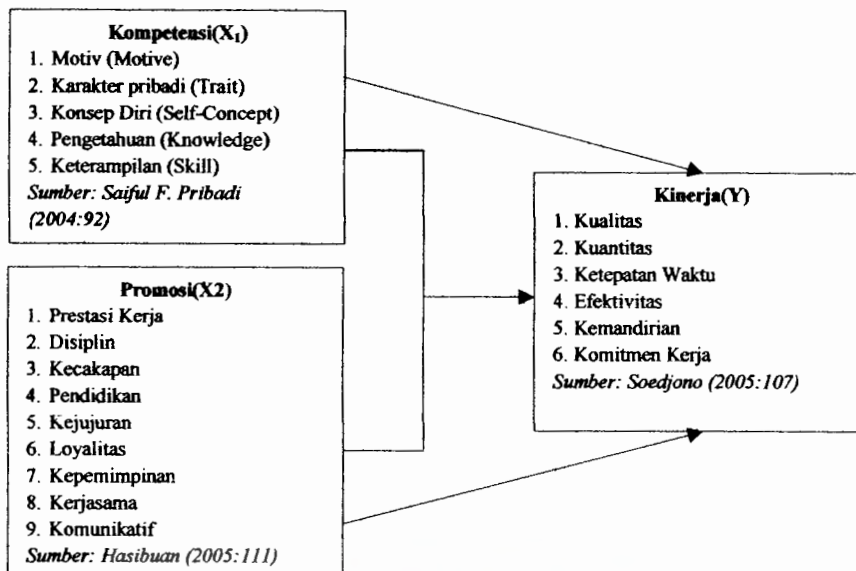 Kompetensi(X₁)
1. Motiv (Motive)
2. Karakter pribadi (Trait)
3. Konsep Diri (Self-Concept)
4. Pengetahuan (Knowledge)
5. Keterampilan (Skill)
Sumber: Saiful F. Pribadi
(2004:92)
Promosi(X2)
1. Prestasi Kerja
2. Disiplin
3. Kecakapan
4. Pendidikan
5. Kejujuran
6. Loyalitas
7. Kepemimpinan
8. Kerjasama
9. Komunikatif
Sumber: Hasibuan (2005:111)
Kinerja(Y)
1. Kualitas
2. Kuantitas
3. Ketepatan Waktu
4. Efektivitas
5. Kemandirian
6. Komitmen Kerja
Sumber: Soedjono (2005:107)